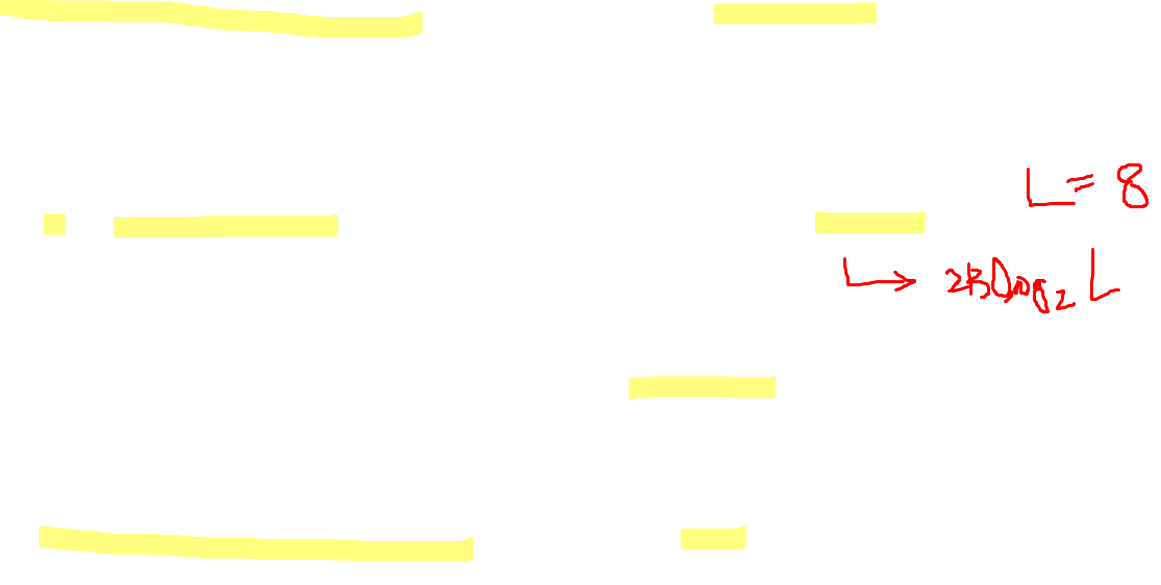 L = 8
↳ 2B log₂ L